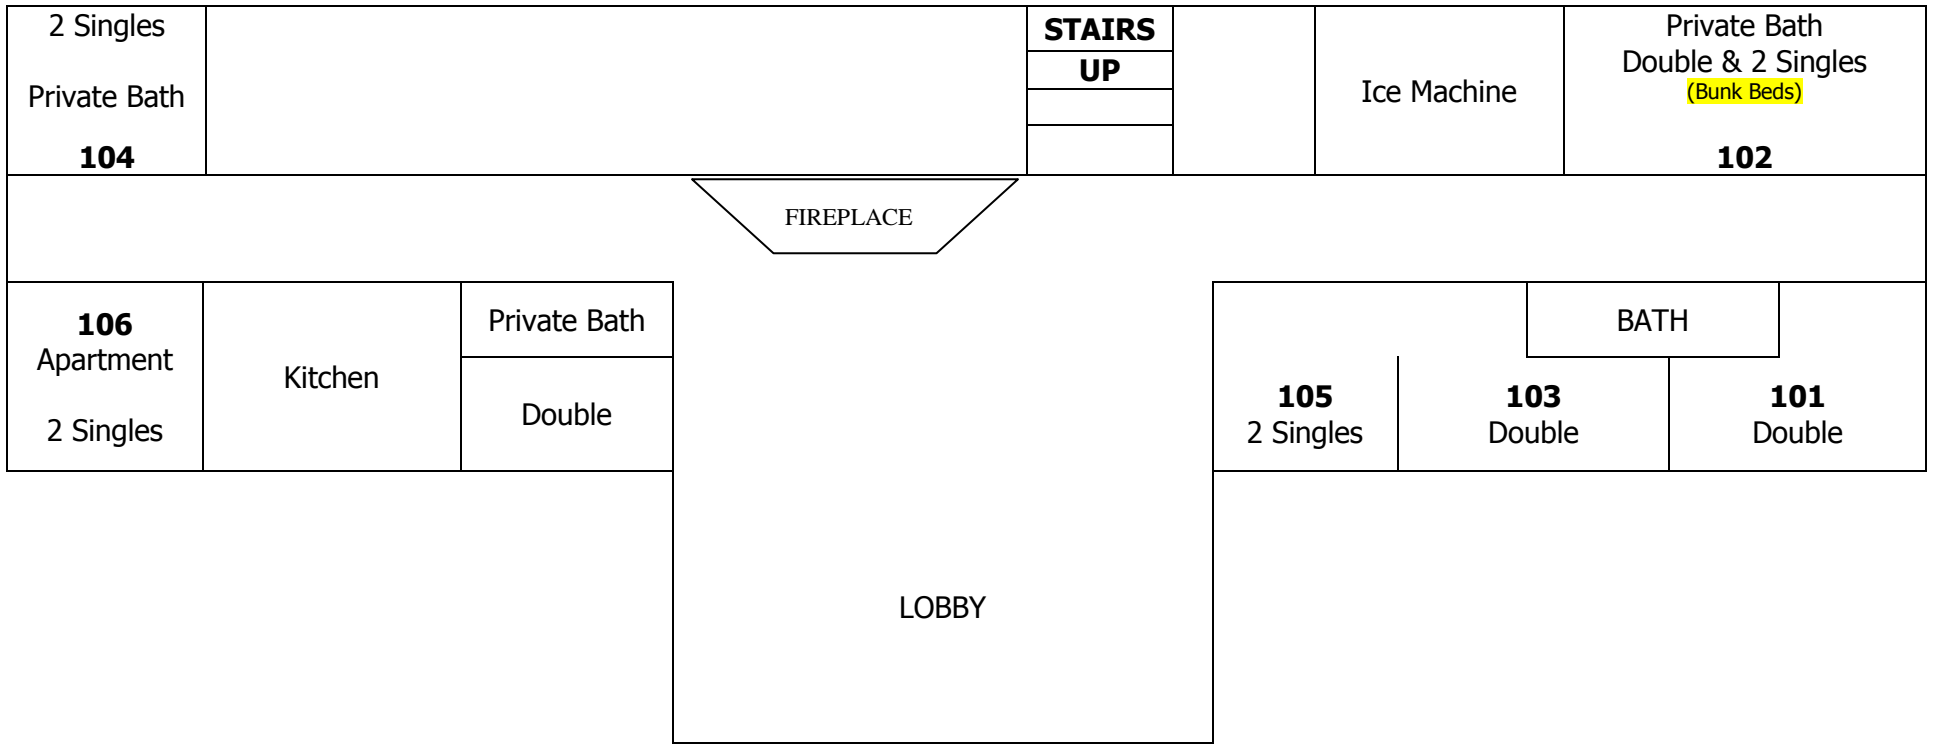 2 Singles
Private Bath
104
STAIRS
UP
Ice Machine
Private Bath
Double & 2 Singles
(Bunk Beds)
102
FIREPLACE
106
Apartment
2 Singles
Kitchen
Private Bath
Double
BATH
105
2 Singles
103
Double
101
Double
LOBBY